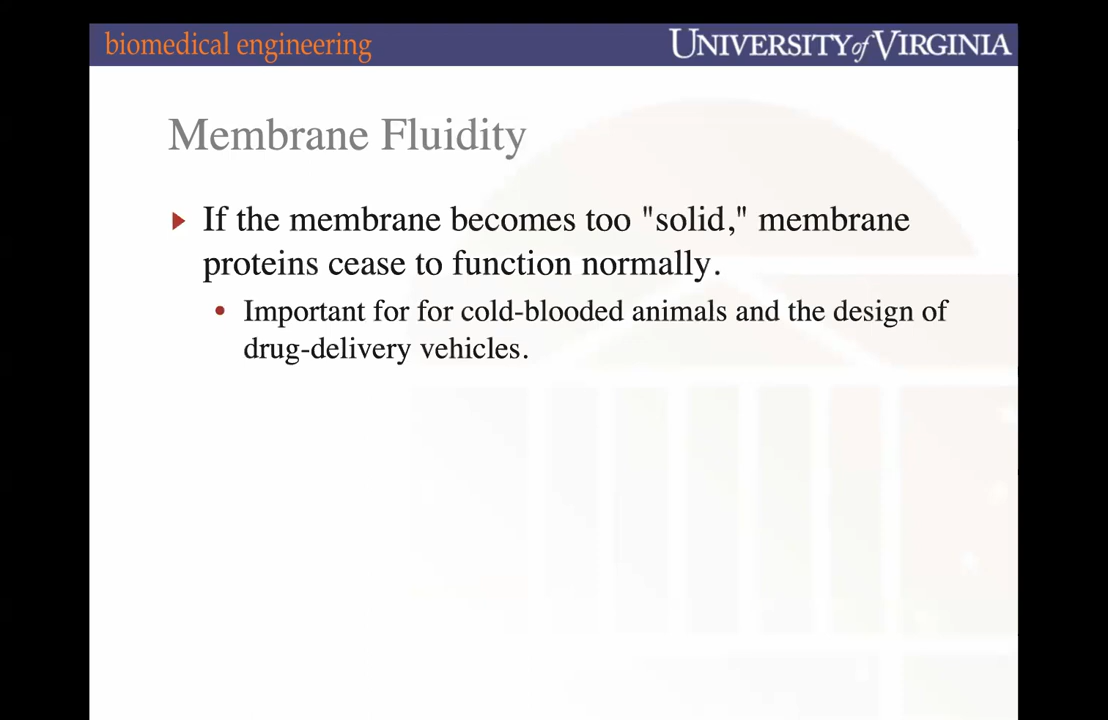 biomedical engineering
UNIVERSITY of VIRGINIA
Membrane Fluidity
If the membrane becomes too "solid," membrane
proteins cease to function normally.
Important for for cold-blooded animals and the design of
drug-delivery vehicles.